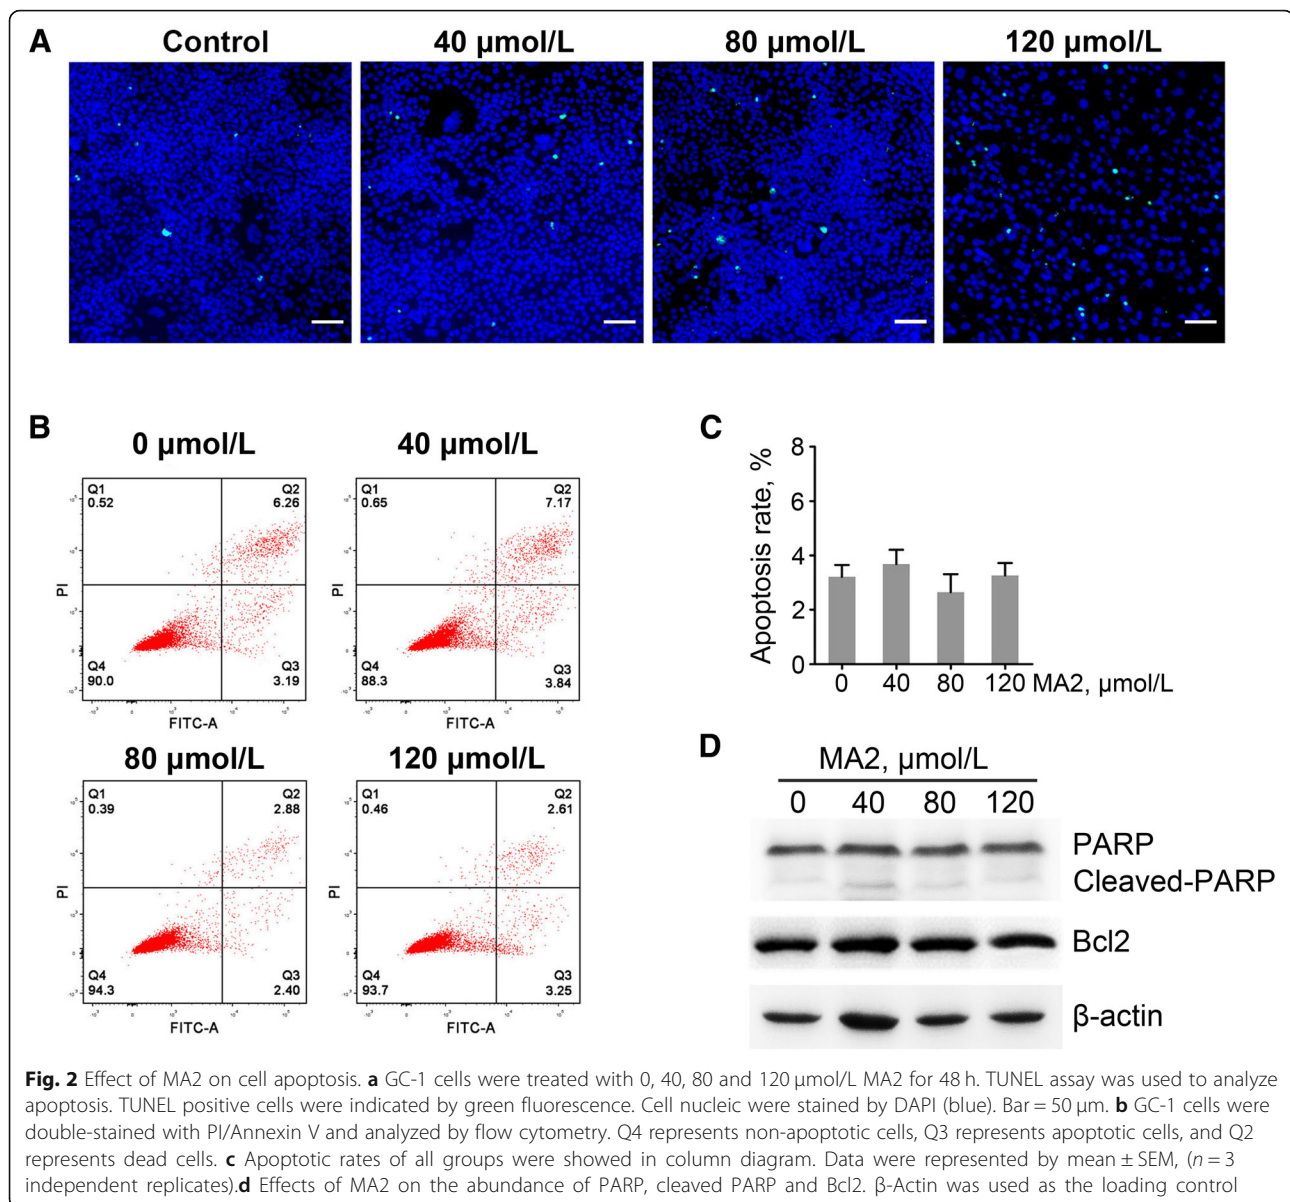 A
Control
40 µmol/L
80 µmol/L
120 µmol/L
B
0 µmol/L
40 µmol/L
Q1
0.52
Q2
6.26
Q4
90.0
Q3
3.19
PI
FITC-A
Q1
0.65
Q2
7.17
Q4
88.3
Q3
3.84
PI
FITC-A
80 µmol/L
120 µmol/L
Q1
0.39
Q2
2.88
Q4
94.3
Q3
2.40
PI
FITC-A
Q1
0.46
Q2
2.61
Q4
93.7
Q3
3.25
PI
FITC-A
C
Apoptosis rate, %
8
6
4
2
0
0 40 80 120 MA2, µmol/L
D
MA2, µmol/L
0 40 80 120
PARP
Cleaved-PARP
Bcl2
β-actin
Fig. 2 Effect of MA2 on cell apoptosis. a GC-1 cells were treated with 0, 40, 80 and 120 µmol/L MA2 for 48 h. TUNEL assay was used to analyze
apoptosis. TUNEL positive cells were indicated by green fluorescence. Cell nucleic were stained by DAPI (blue). Bar = 50 µm. b GC-1 cells were
double-stained with PI/Annexin V and analyzed by flow cytometry. Q4 represents non-apoptotic cells, Q3 represents apoptotic cells, and Q2
represents dead cells. c Apoptotic rates of all groups were showed in column diagram. Data were represented by mean ± SEM, (n = 3
independent replicates).d Effects of MA2 on the abundance of PARP, cleaved PARP and Bcl2. β-Actin was used as the loading control